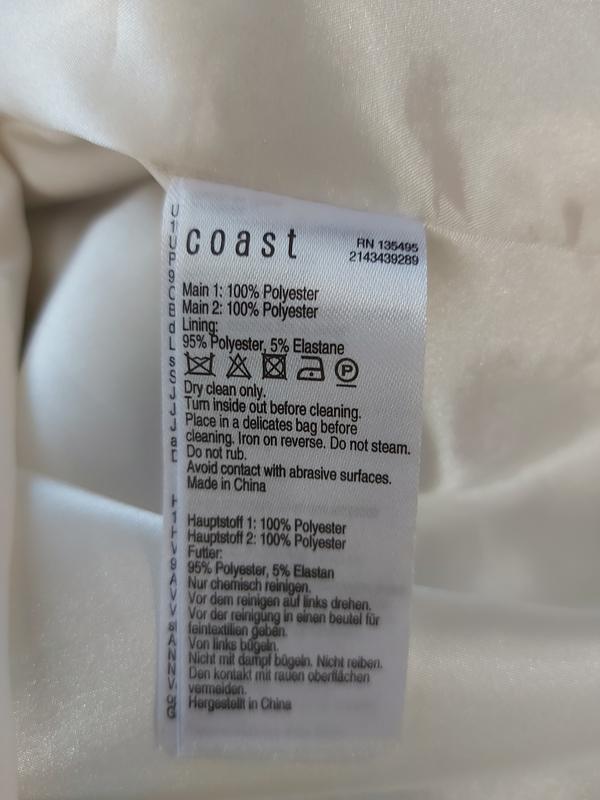 coast
RN 135495
2143439289
Main 1: 100% Polyester
Main 2: 100% Polyester
Lining:
95% Polyester, 5% Elastane
P
Dry clean only.
Turn inside out before cleaning.
Place in a delicates bag before
cleaning. Iron on reverse. Do not steam.
Do not rub.
Avoid contact with abrasive surfaces.
Made in China
Hauptstoff 1: 100% Polyester
Hauptstoff 2: 100% Polyester
Futter:
95% Polyester, 5% Elastan
Nur chemisch reinigen.
Vor dem reinigen auf links drehen.
Vor der reinigung in einen beutel für
feintextilien geben.
Von links bügeln.
Nicht mit dampf bügeln. Nicht reiben.
Den kontakt mit rauen oberflächen
vermeiden.
Hergestellt in China